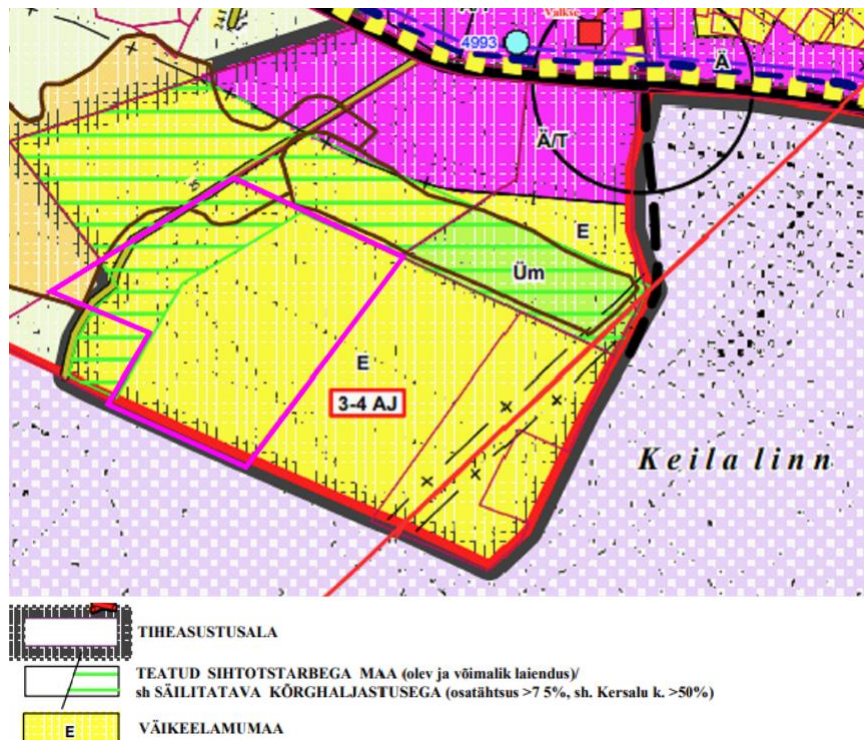 Valkse
4993
Ä
Ä/T
E
Üm
E
3-4 AJ
Keila linn
TIHEASUSTUSALA
TEATUD SIHTOTSTARBEGA MAA (olev ja võimalik laiendus)/
sh SÄILITATAVA KÕRGHALJASTUSEGA (osatähtsus >7 5%, sh. Kersalu k. >50%)
E VÄIKEELAMUMAA